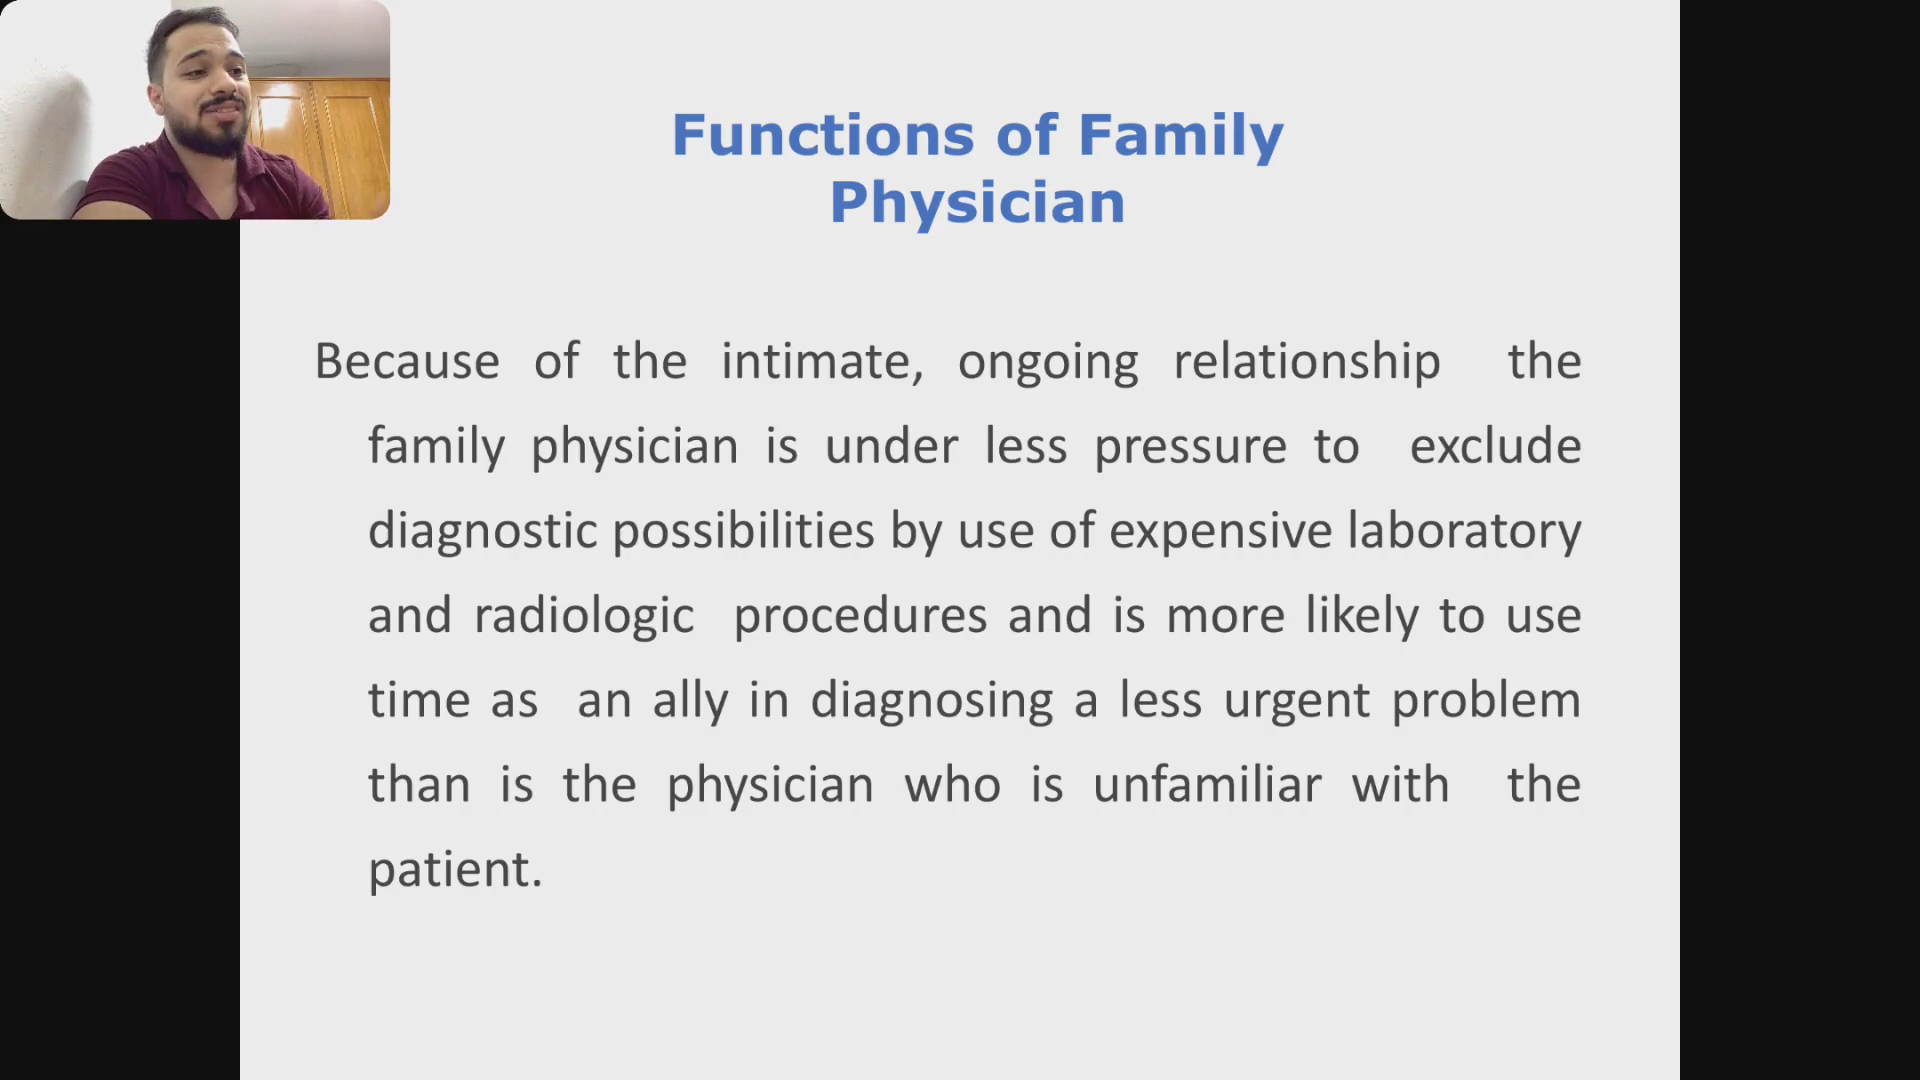 Functions of Family
Physician
Because of the intimate, ongoing relationship the
family physician is under less pressure to exclude
diagnostic possibilities by use of expensive laboratory
and radiologic procedures and is more likely to use
time as an ally in diagnosing a less urgent problem
than is the physician who is unfamiliar with the
patient.